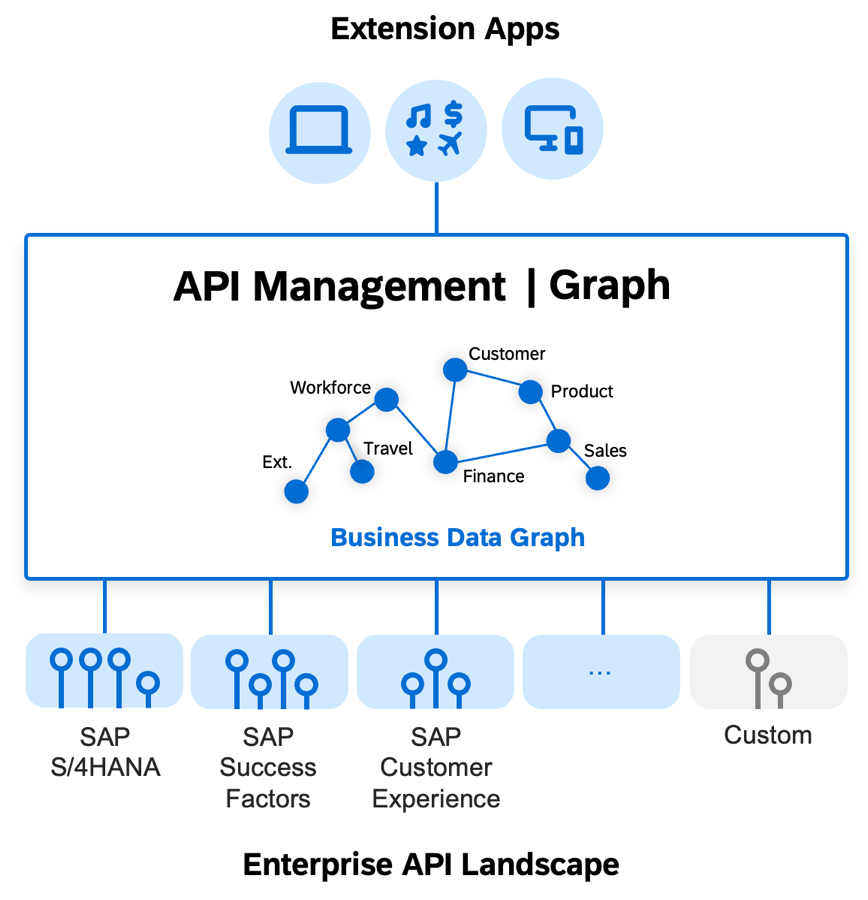 Extension Apps
API Management | Graph
Customer
Workforce
Product
Travel
Sales
Ext.
Finance
Business Data Graph
...
SAP
S/4HANA
SAP
Success
Factors
SAP
Customer
Experience
Custom
Enterprise API Landscape